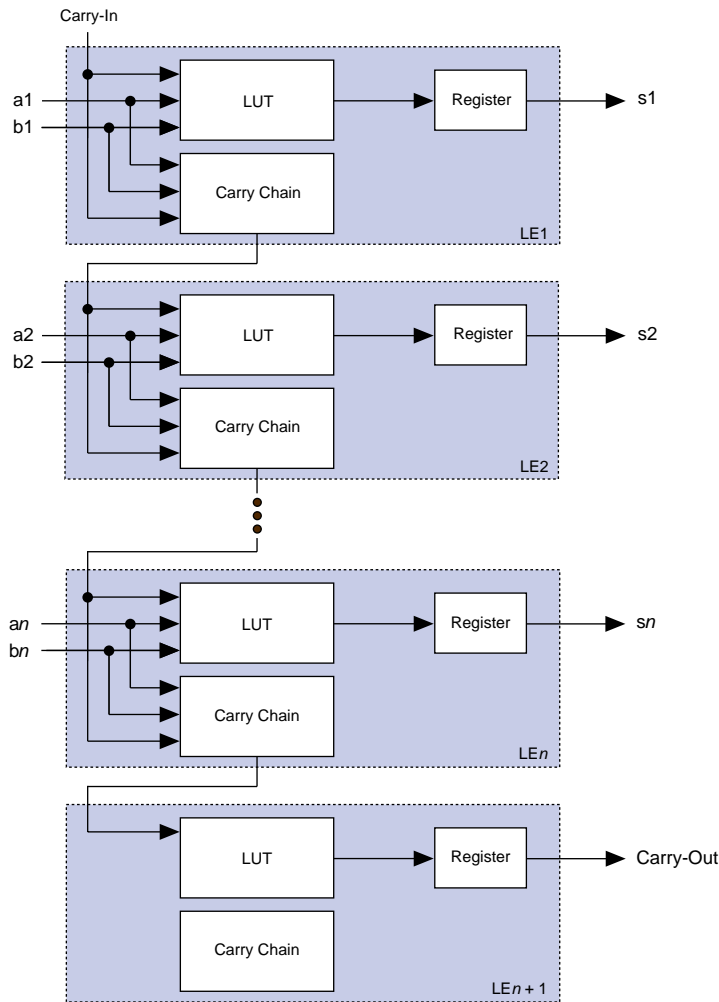 Carry-In
a1
b1
LUT
Register
s1
Carry Chain
LE1
a2
b2
LUT
Register
s2
Carry Chain
LE2
an
bn
LUT
Register
sn
Carry Chain
LEn
LUT
Register
Carry-Out
Carry Chain
LEn + 1